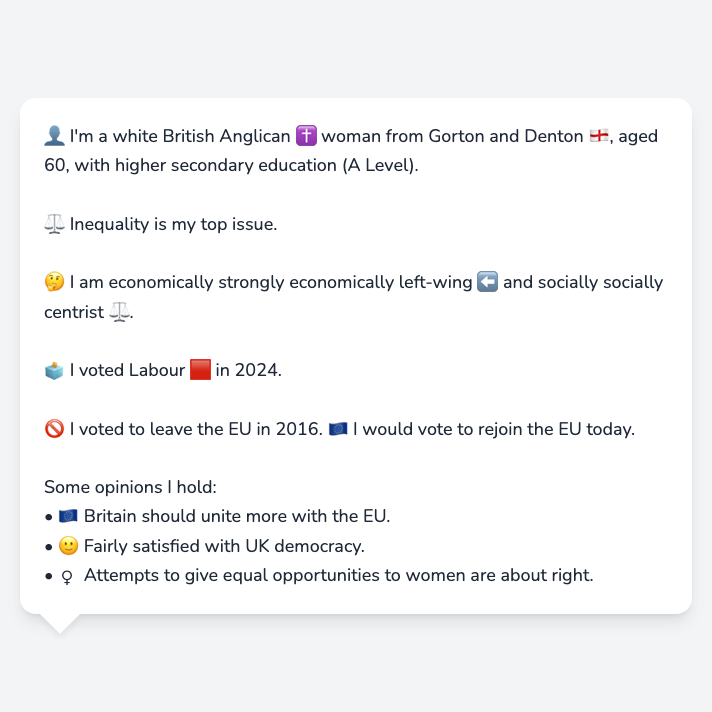 👤 I'm a white British Anglican ✝️ woman from Gorton and Denton 🏴󠁧󠁢󠁥󠁮󠁧󠁿, aged
60, with higher secondary education (A Level).
⚖️ Inequality is my top issue.
🤔 I am economically strongly economically left-wing ⬅️ and socially socially
centrist ⚖️.
🗳️ I voted Labour 🟥 in 2024.
🚫 I voted to leave the EU in 2016. 🇪🇺 I would vote to rejoin the EU today.
Some opinions I hold:
• 🇪🇺 Britain should unite more with the EU.
• 🙂 Fairly satisfied with UK democracy.
• ♀ Attempts to give equal opportunities to women are about right.